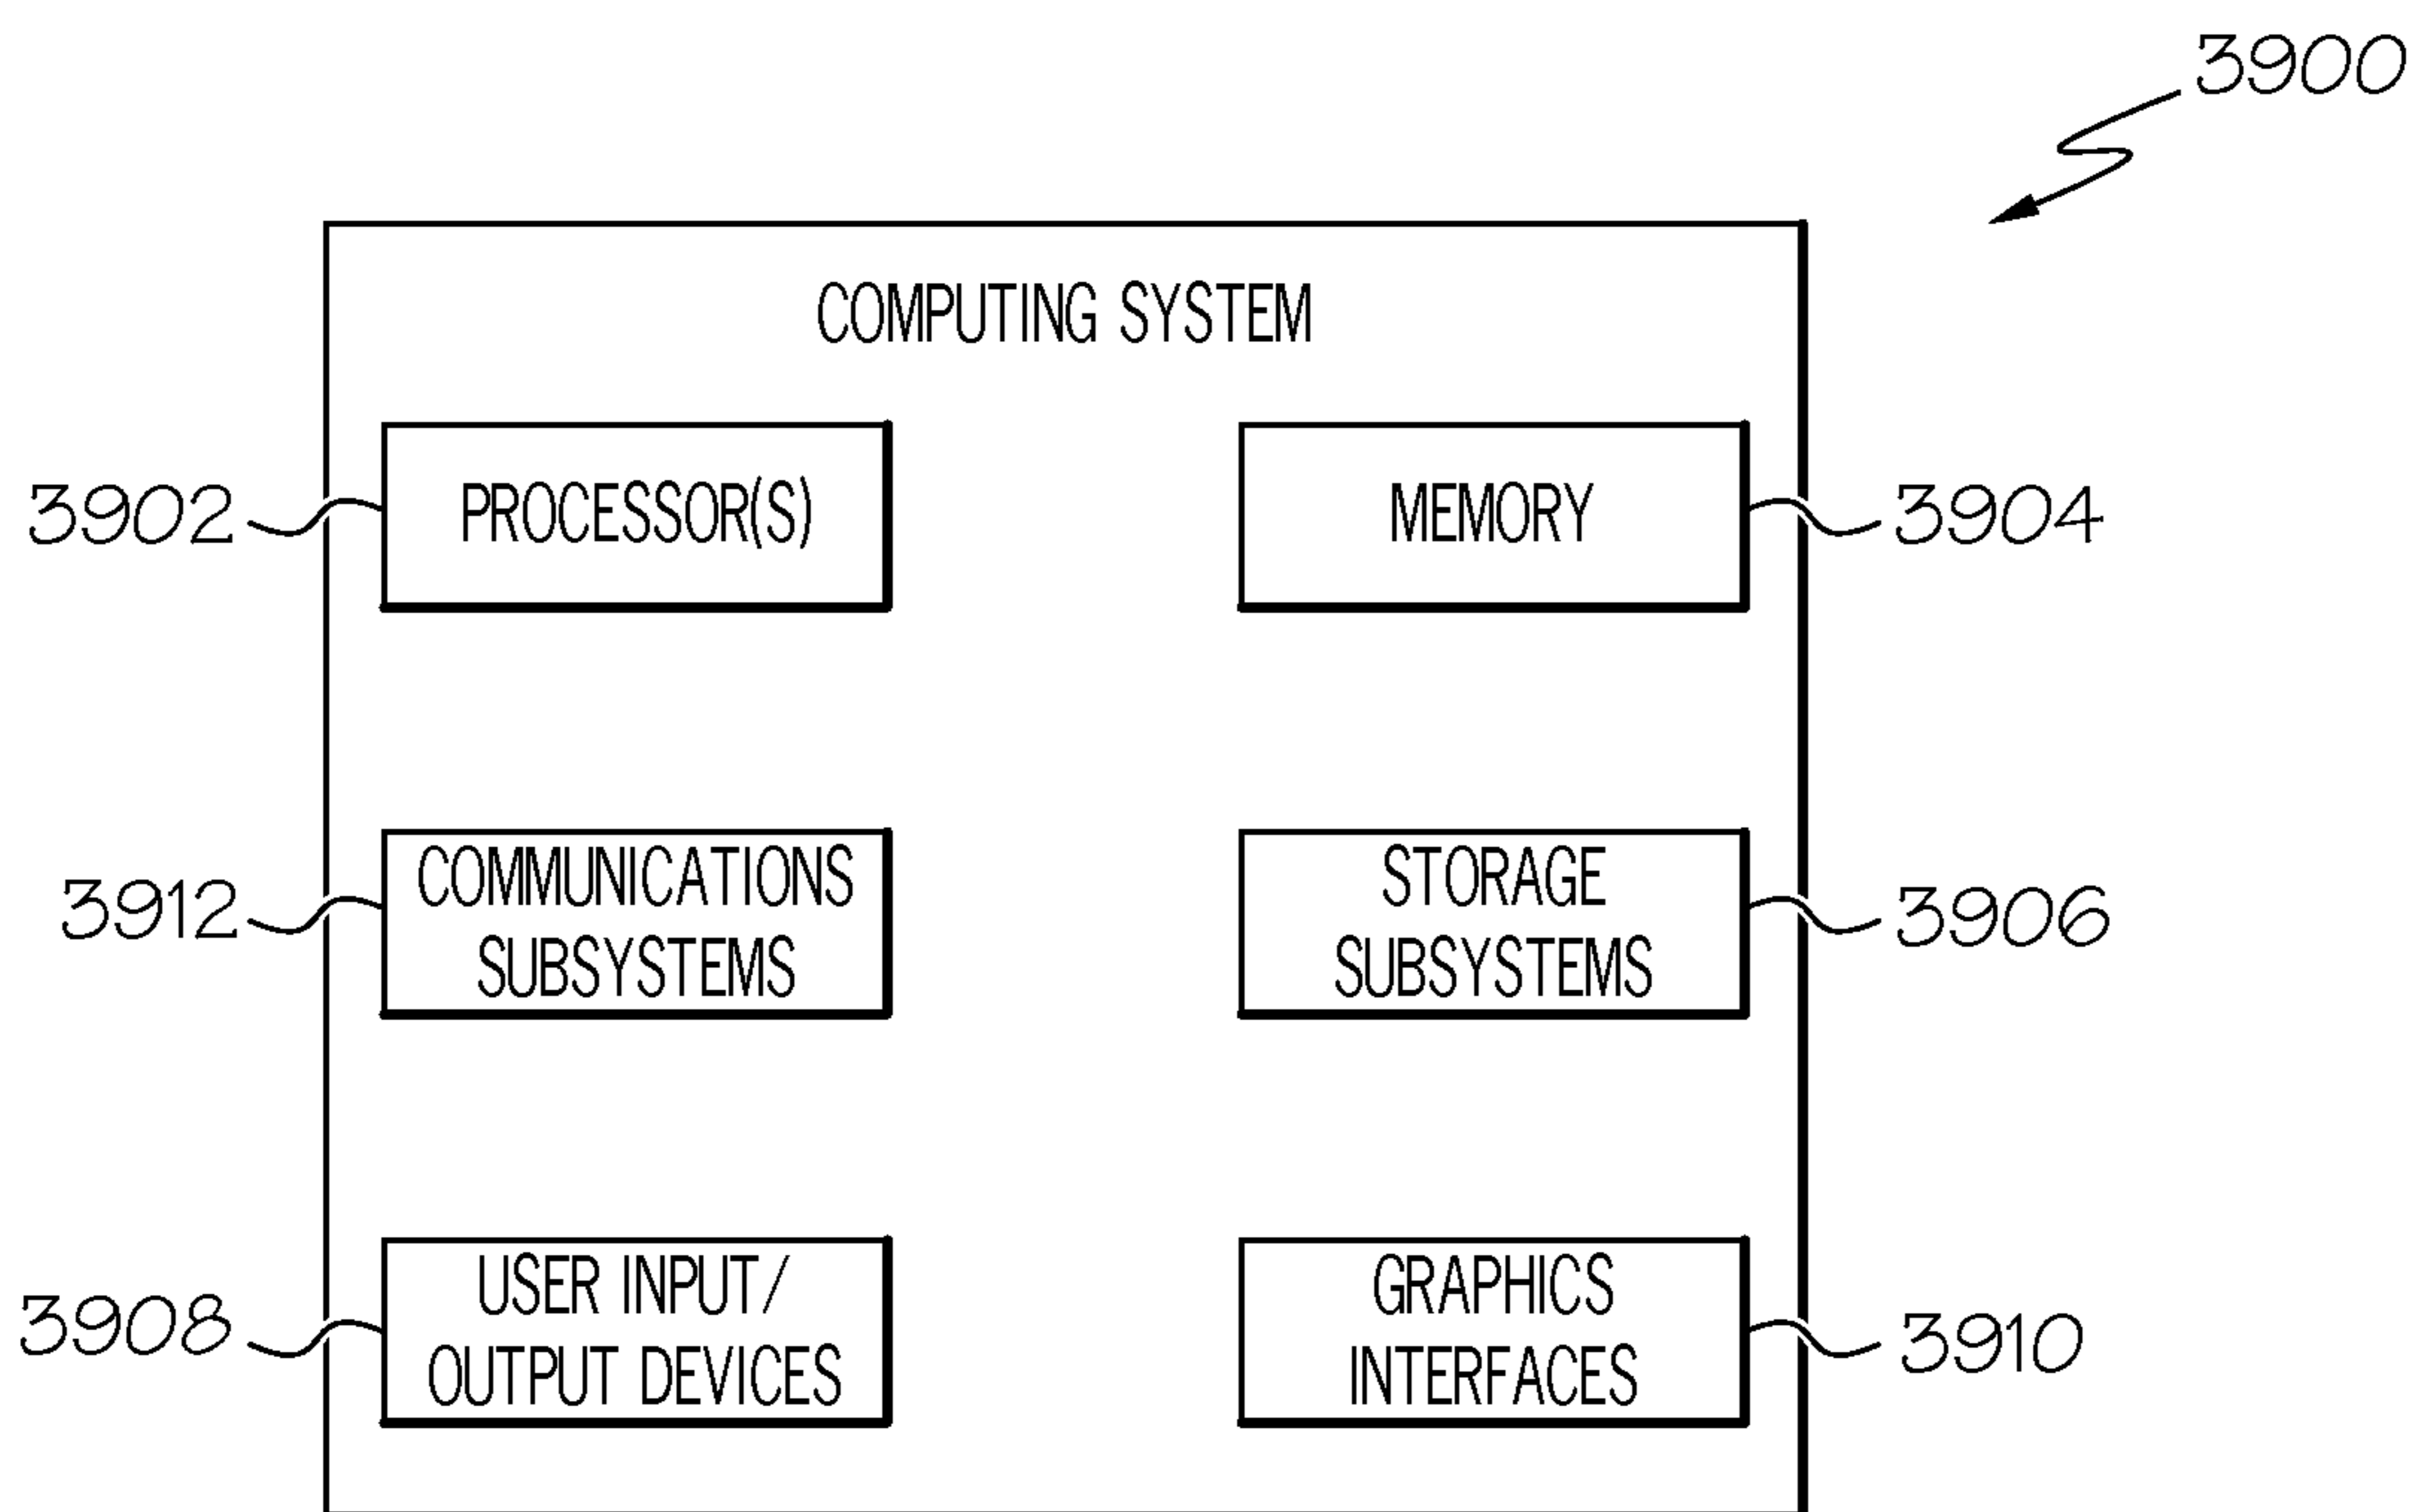 3900
COMPUTING SYSTEM
3902
PROCESSOR(S)
MEMORY
3904
3912
COMMUNICATIONS
SUBSYSTEMS
STORAGE
SUBSYSTEMS
3906
3908
USER INPUT/
OUTPUT DEVICES
GRAPHICS
INTERFACES
3910